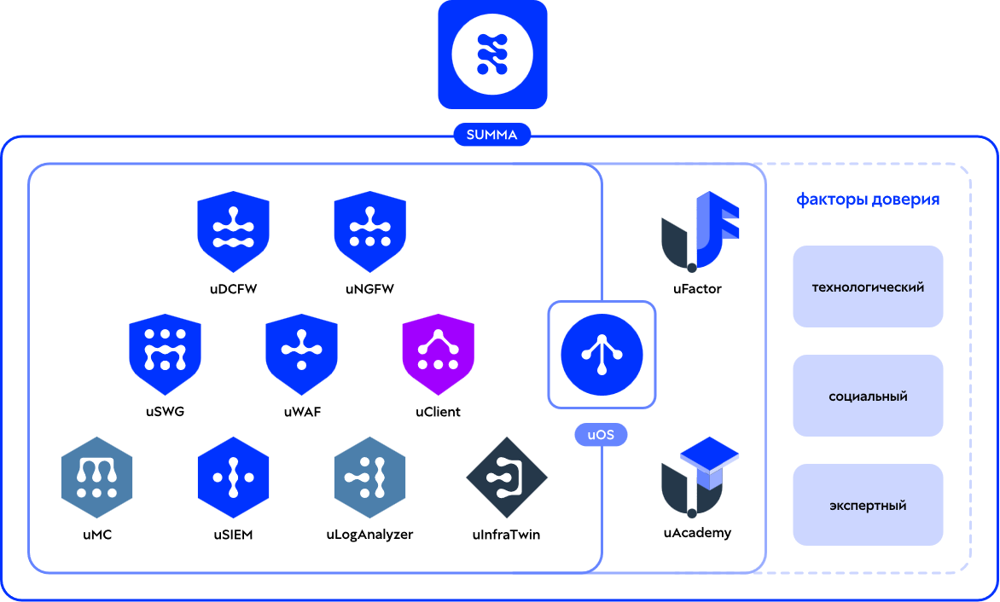 SUMMA
факторы доверия
uDCFW
uNGFW
uFactor
технологический
uSWG
uWAF
uClient
социальный
uOS
экспертный
uMC
uSIEM
uLogAnalyzer
uInfraTwin
uAcademy